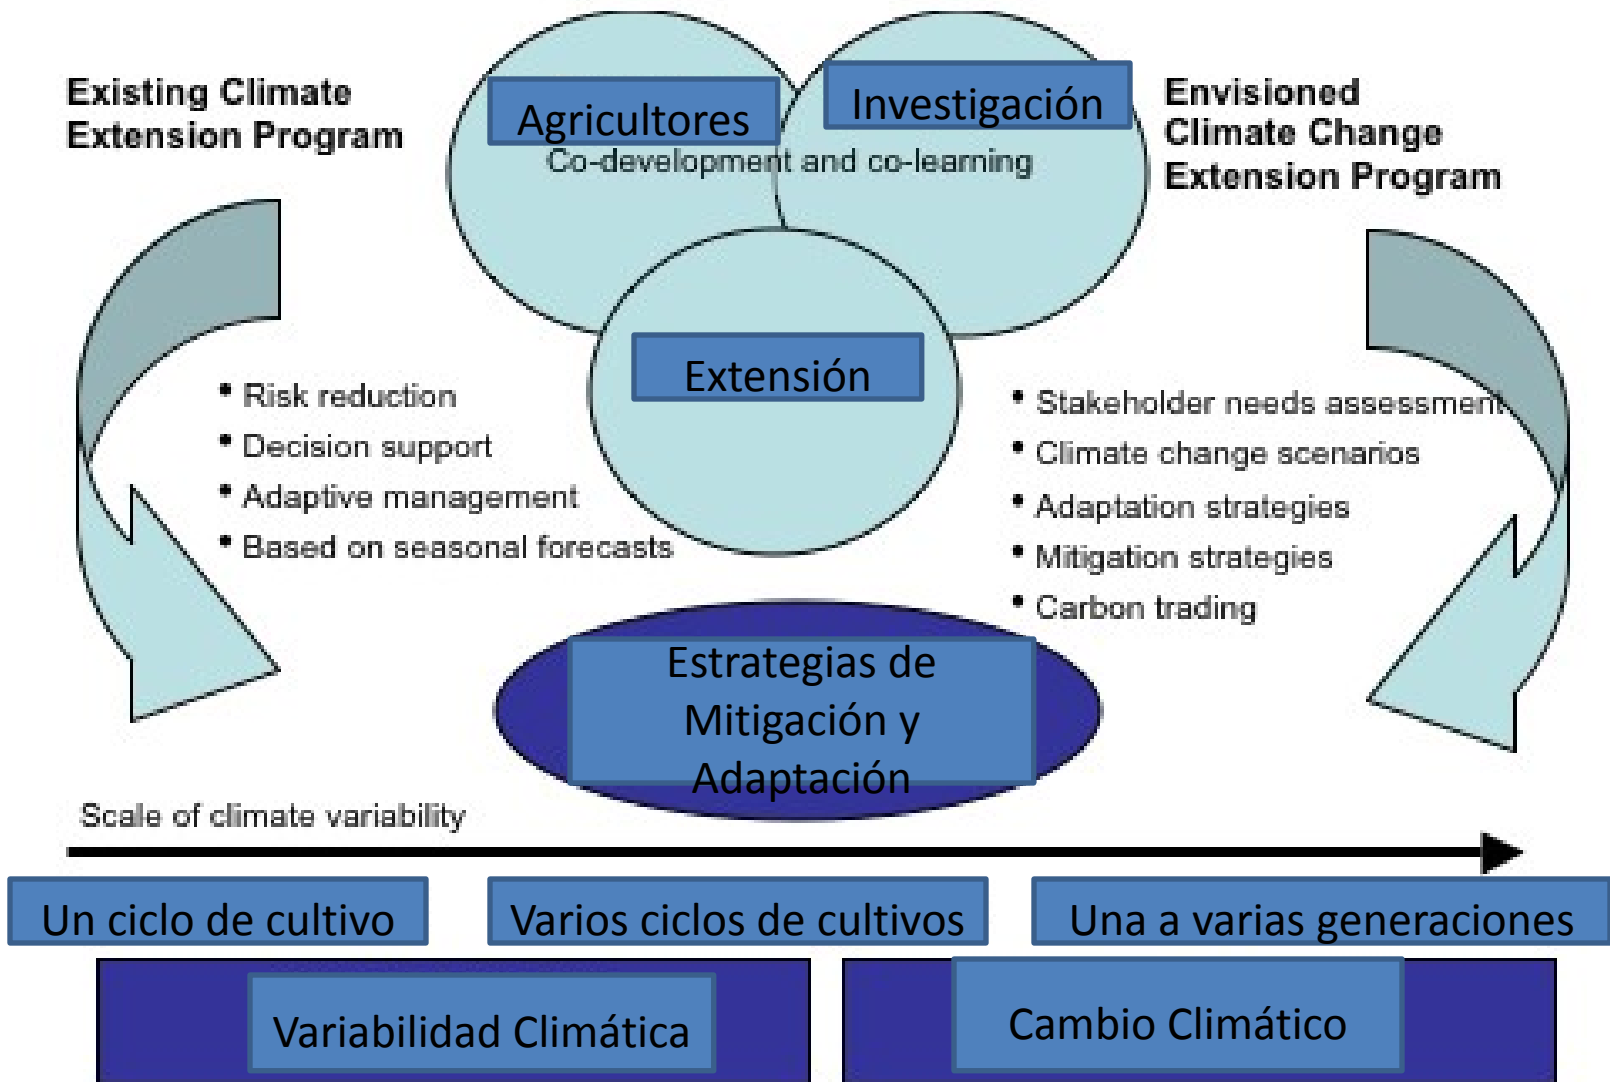 Existing Climate
Extension Program
Agricultores
Investigación
Co-development and co-learning
Envisioned
Climate Change
Extension Program
Extensión
• Risk reduction
• Decision support
• Adaptive management
• Based on seasonal forecasts
• Stakeholder needs assessment
• Climate change scenarios
• Adaptation strategies
• Mitigation strategies
• Carbon trading
Estrategias de
Mitigación y
Adaptación
Scale of climate variability
Un ciclo de cultivo
Varios ciclos de cultivos
Una a varias generaciones
Variabilidad Climática
Cambio Climático